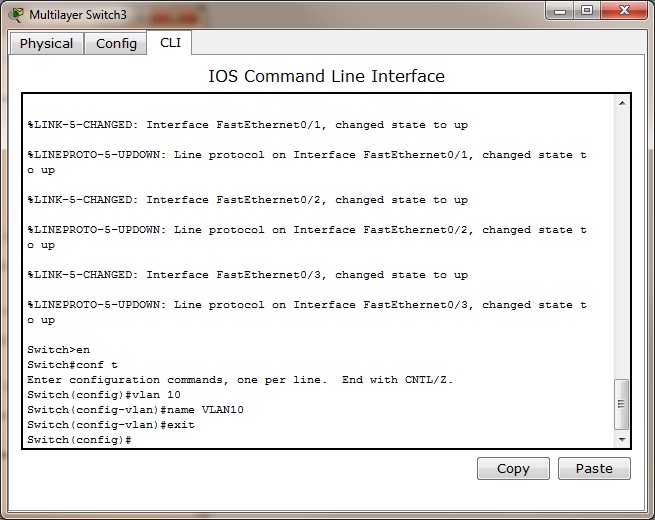 Multilayer Switch3
Physical Config CLI
IOS Command Line Interface
%LINK-5-CHANGED: Interface FastEthernet0/1, changed state to up
%LINEPROTO-5-UPDOWN: Line protocol on Interface FastEthernet0/1, changed state t
o up
%LINK-5-CHANGED: Interface FastEthernet0/2, changed state to up
%LINEPROTO-5-UPDOWN: Line protocol on Interface FastEthernet0/2, changed state t
o up
%LINK-5-CHANGED: Interface FastEthernet0/3, changed state to up
%LINEPROTO-5-UPDOWN: Line protocol on Interface FastEthernet0/3, changed state t
o up
Switch>en
Switch#conf t
Enter configuration commands, one per line.  End with CNTL/Z.
Switch(config)#vlan 10
Switch(config-vlan)#name VLAN10
Switch(config-vlan)#exit
Switch(config)#
Copy Paste